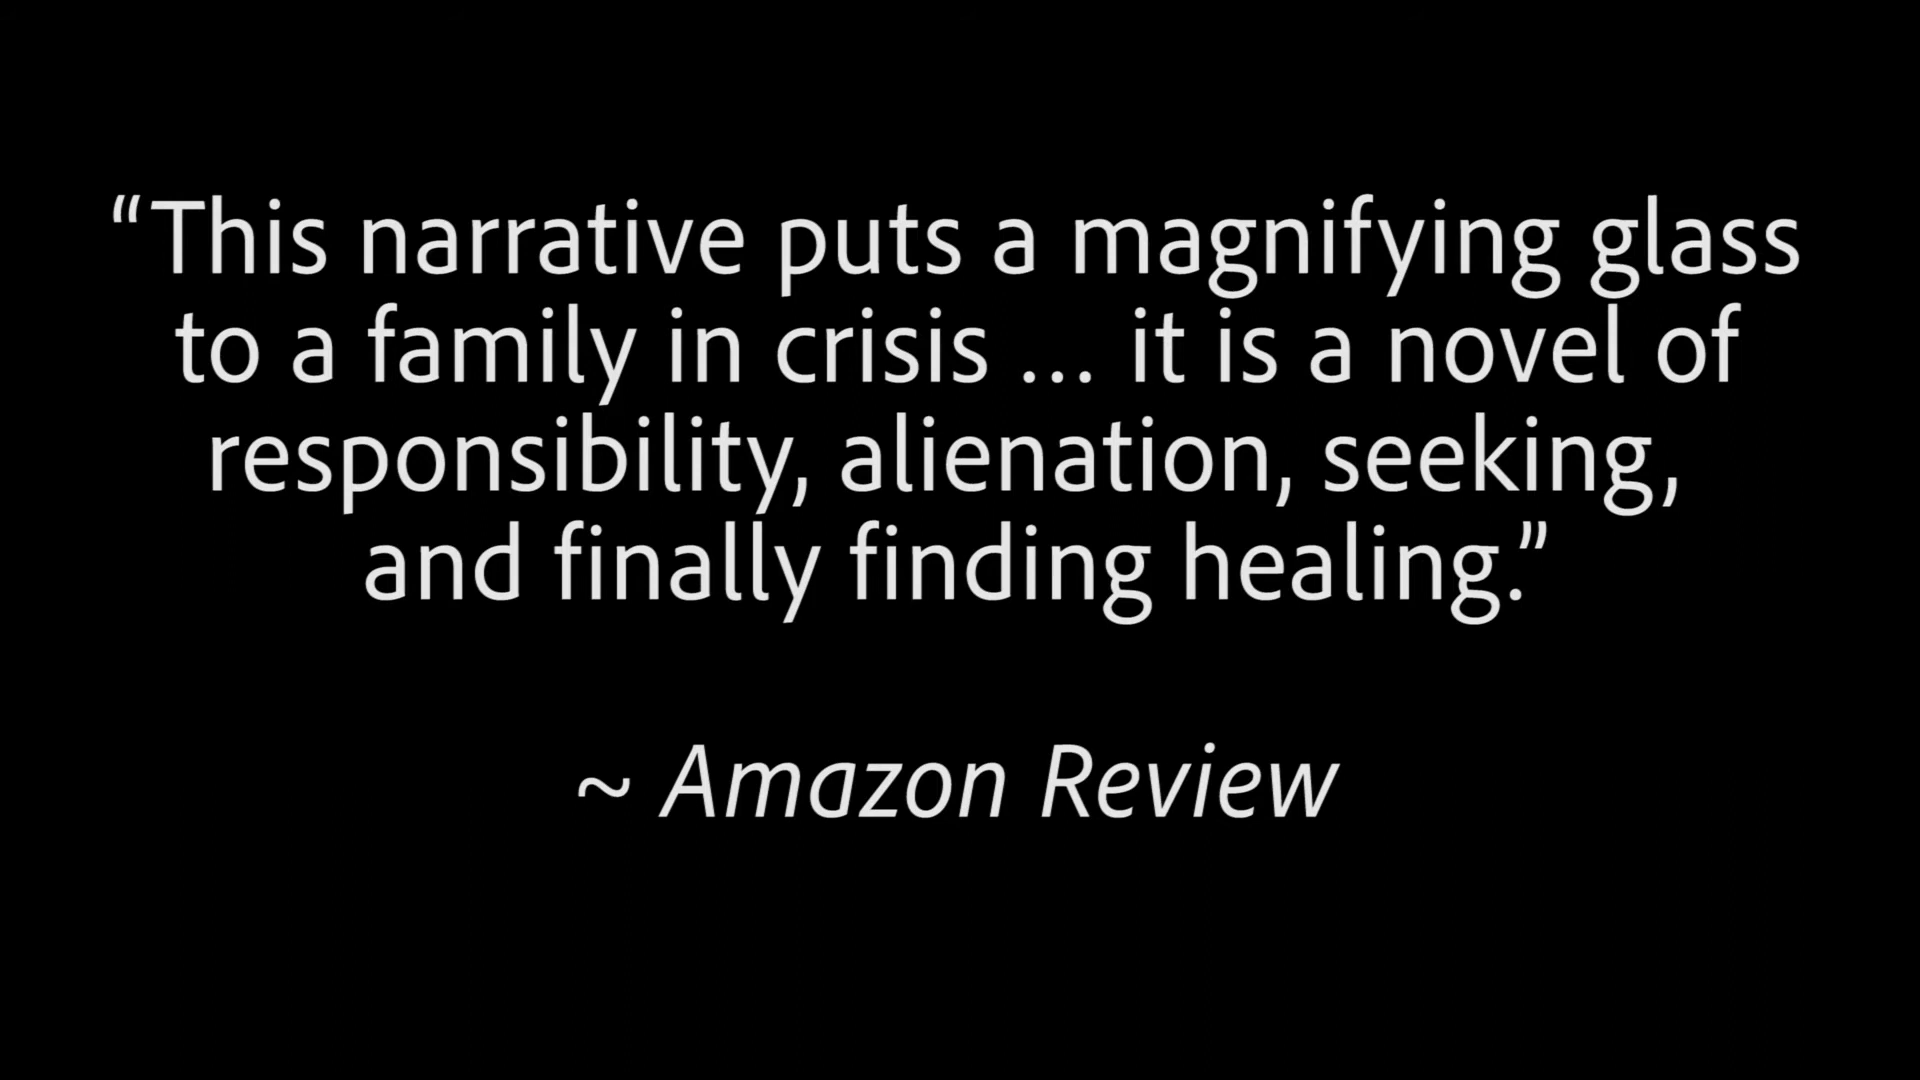 “This narrative puts a magnifying glass
to a family in crisis ... it is a novel of
responsibility, alienation, seeking,
and finally finding healing.”
~ Amazon Review